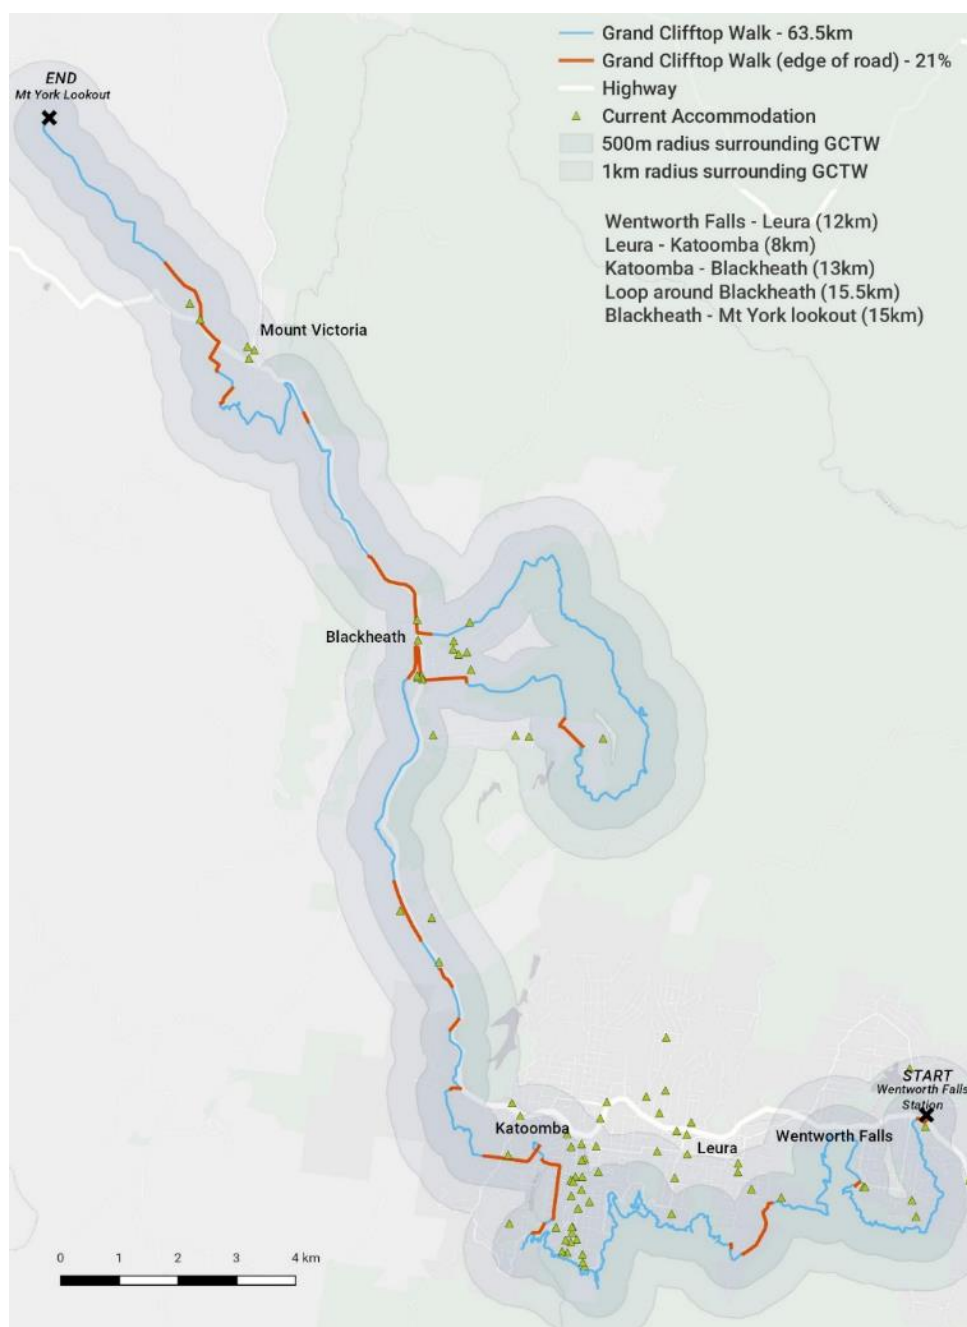 Grand Clifftop Walk - 63.5km
Grand Clifftop Walk (edge of road) - 21%
Highway
Current Accommodation
500m radius surrounding GCTW
1km radius surrounding GCTW
Wentworth Falls - Leura (12km)
Leura - Katoomba (8km)
Katoomba - Blackheath (13km)
Loop around Blackheath (15.5km)
Blackheath - Mt York lookout (15km)
END
Mt York Lookout
Mount Victoria
Blackheath
START
Wentworth Falls
Station
Katoomba
Leura
Wentworth Falls
0 1 2 3 4 km